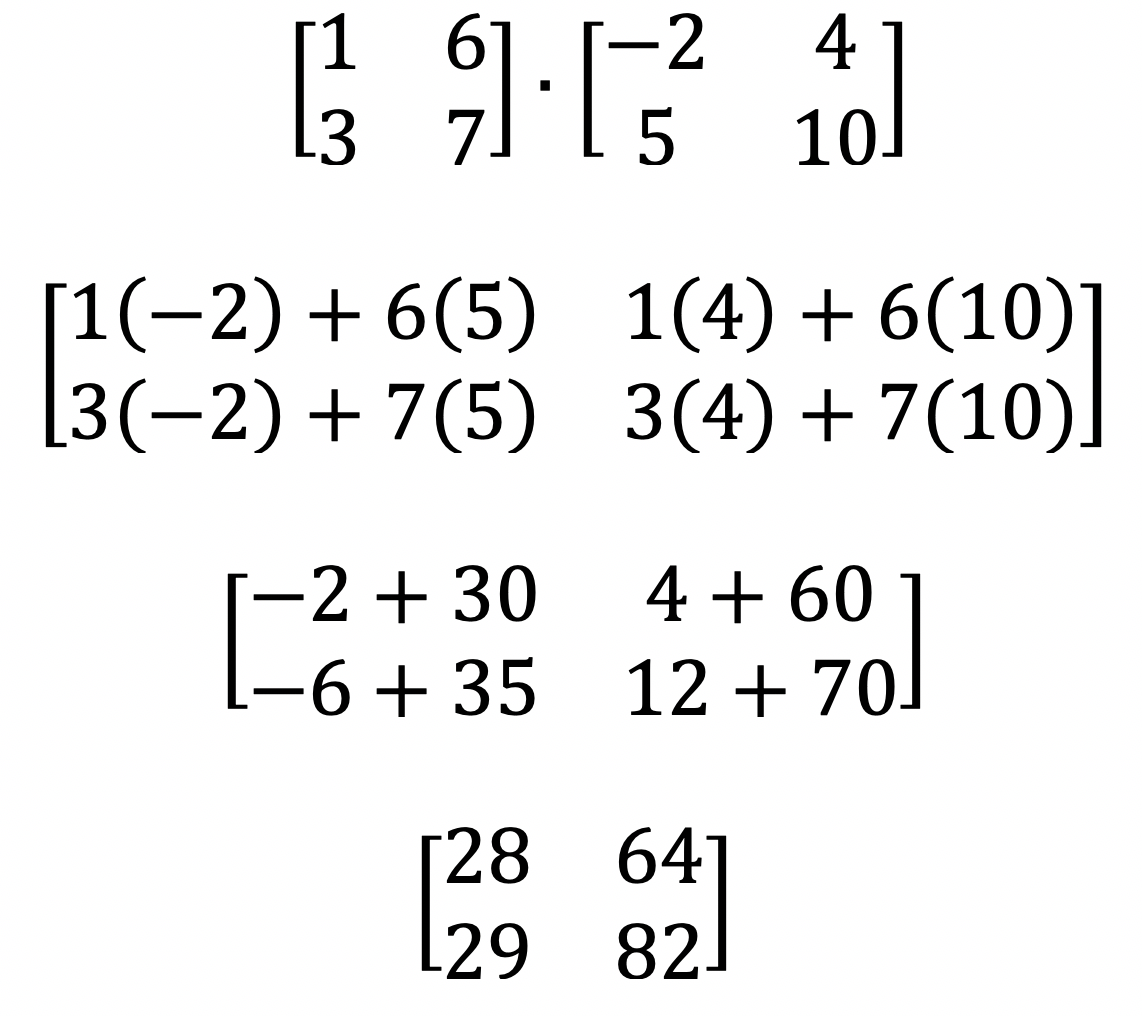 [1 6] · [−2 4]
[3 7] [5 10]
[1(−2) + 6(5) 1(4) + 6(10)]
[3(−2) + 7(5) 3(4) + 7(10)]
[−2 + 30 4 + 60]
[−6 + 35 12 + 70]
[28 64]
[29 82]